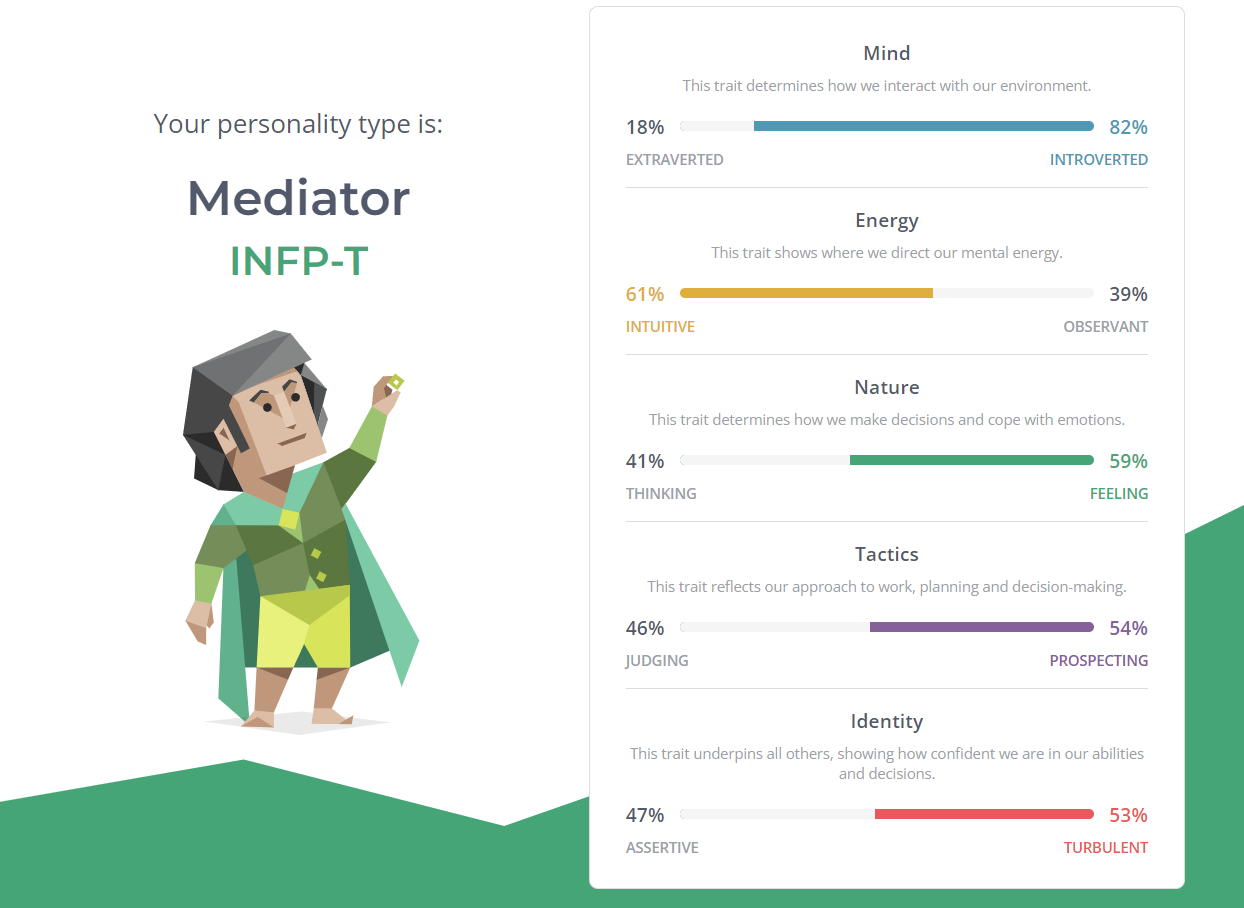 Your personality type is:
Mediator
INFP-T
Mind
This trait determines how we interact with our environment.
18% 82%
EXTRAVERTED INTROVERTED
Energy
This trait shows where we direct our mental energy.
61% 39%
INTUITIVE OBSERVANT
Nature
This trait determines how we make decisions and cope with emotions.
41% 59%
THINKING FEELING
Tactics
This trait reflects our approach to work, planning and decision-making.
46% 54%
JUDGING PROSPECTING
Identity
This trait underpins all others, showing how confident we are in our abilities
and decisions.
47% 53%
ASSERTIVE TURBULENT